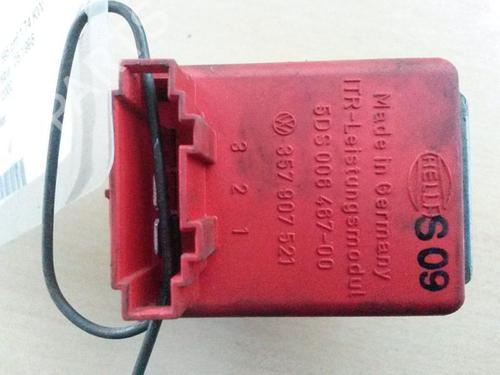 Made in Germany
ITR-Leistungsmodul
5DS 006 467-00
357 907 521
3 2 1
HELLA
S 09